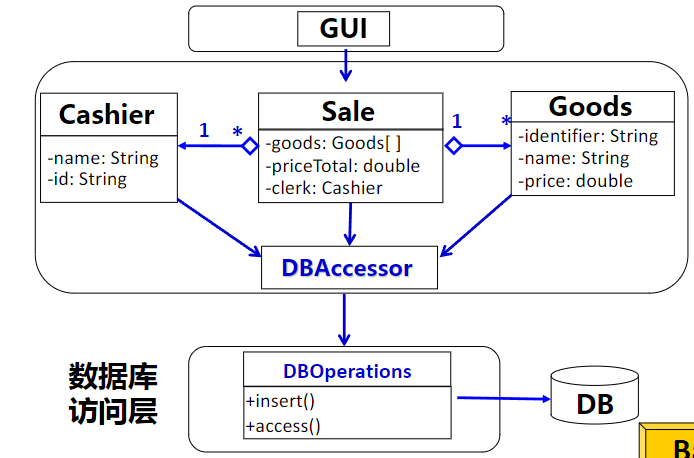 GUI
Cashier
-name: String
-id: String
1
*
Sale
-goods: Goods[ ]
-priceTotal: double
-clerk: Cashier
1
*
Goods
-identifier: String
-name: String
-price: double
DBAccessor
数据库
访问层
DBOperations
+insert()
+access()
DB